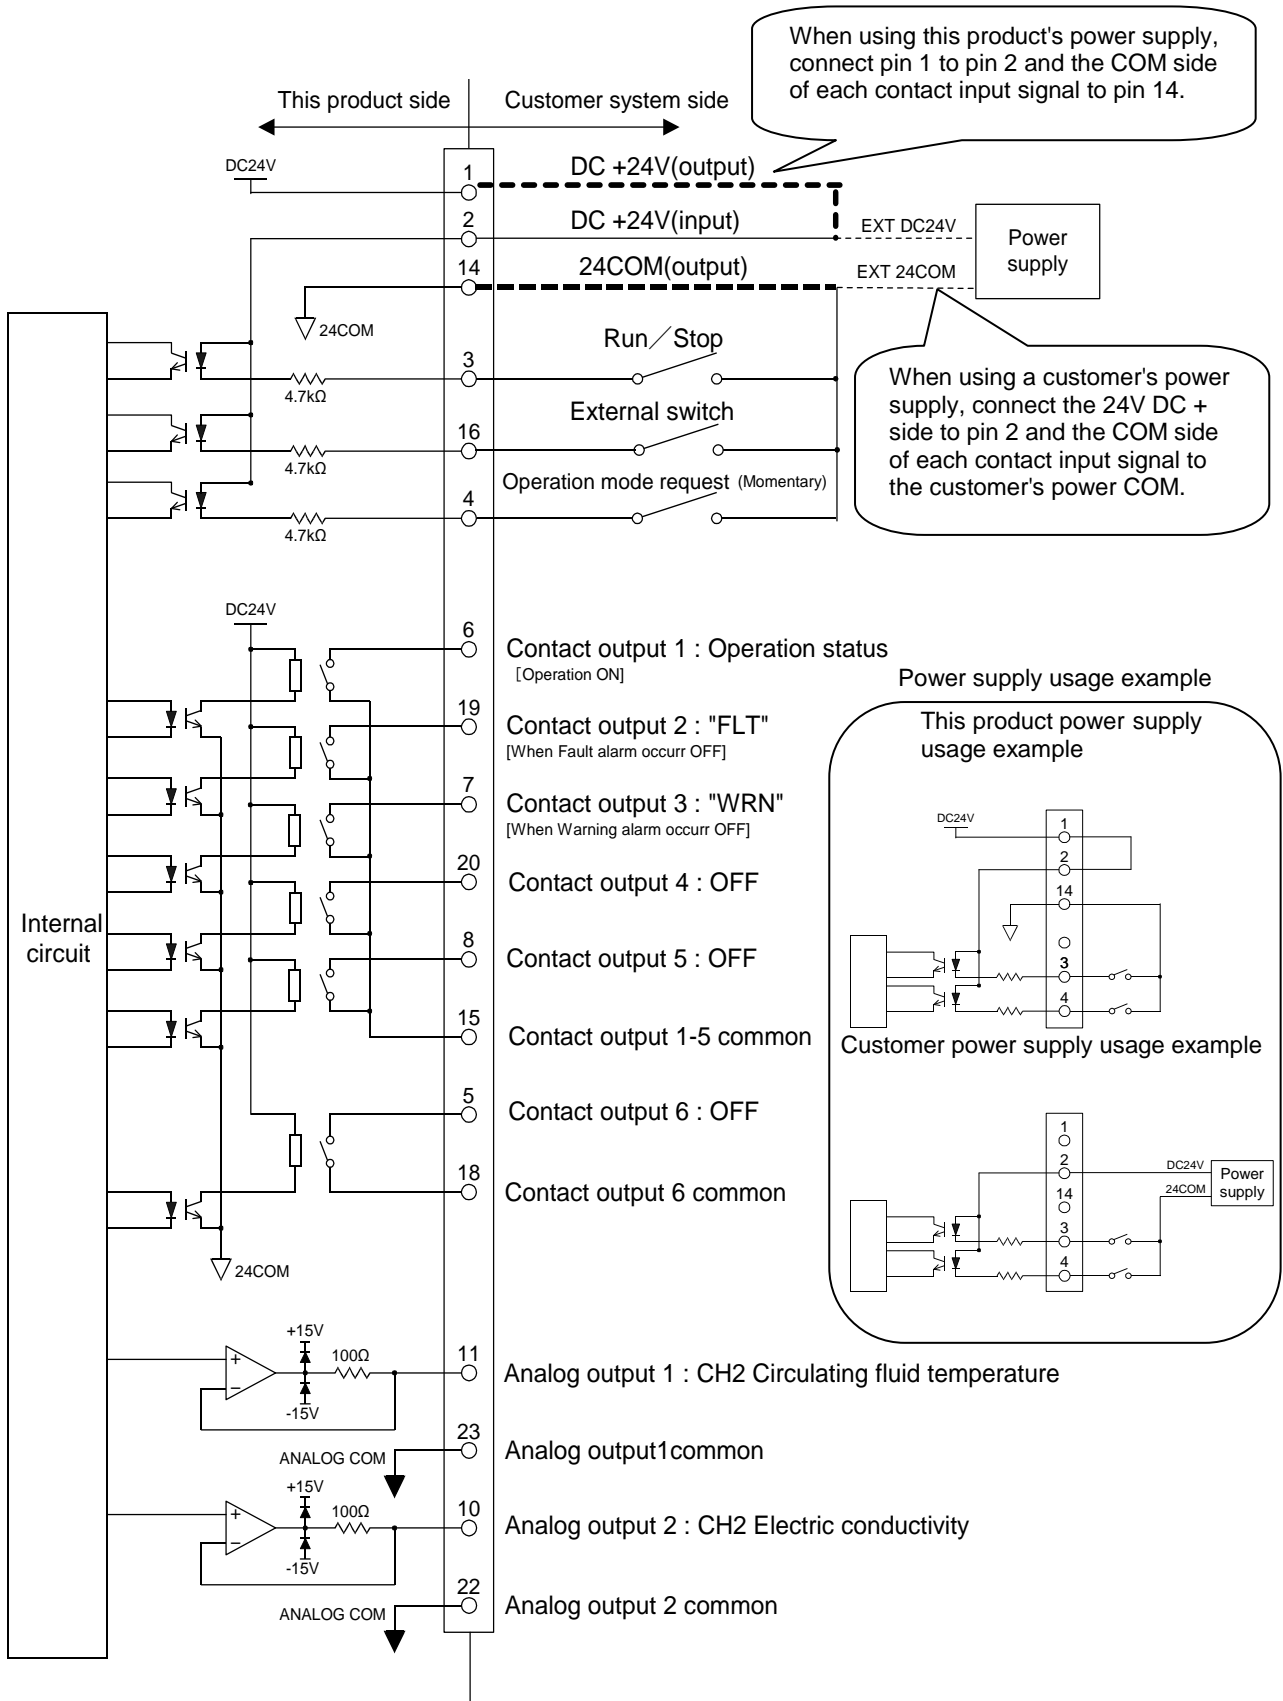 When using this product's power supply,
connect pin 1 to pin 2 and the COM side
of each contact input signal to pin 14.
This product side
Customer system side
DC24V
1
DC +24V(output)
2
DC +24V(input)
EXT DC24V
Power
supply
14
24COM(output)
EXT 24COM
24COM
Run／Stop
3
4.7kΩ
When using a customer's power
supply, connect the 24V DC +
side to pin 2 and the COM side
of each contact input signal to
the customer's power COM.
External switch
16
4.7kΩ
Operation mode request (Momentary)
4
4.7kΩ
DC24V
6
Contact output 1 : Operation status
[Operation ON]
19
Contact output 2 : "FLT"
[When Fault alarm occurr OFF]
7
Contact output 3 : "WRN"
[When Warning alarm occurr OFF]
20
Contact output 4 : OFF
Internal
circuit
8
Contact output 5 : OFF
15
Contact output 1-5 common
5
Contact output 6 : OFF
18
Contact output 6 common
24COM
Power supply usage example
This product power supply
usage example
DC24V
1
2
14
3
4
Customer power supply usage example
1
2
DC24V
Power
supply
14
24COM
3
4
+15V
100Ω
11
Analog output 1 : CH2 Circulating fluid temperature
-15V
23
ANALOG COM
Analog output1common
+15V
100Ω
10
Analog output 2 : CH2 Electric conductivity
-15V
22
ANALOG COM
Analog output 2 common